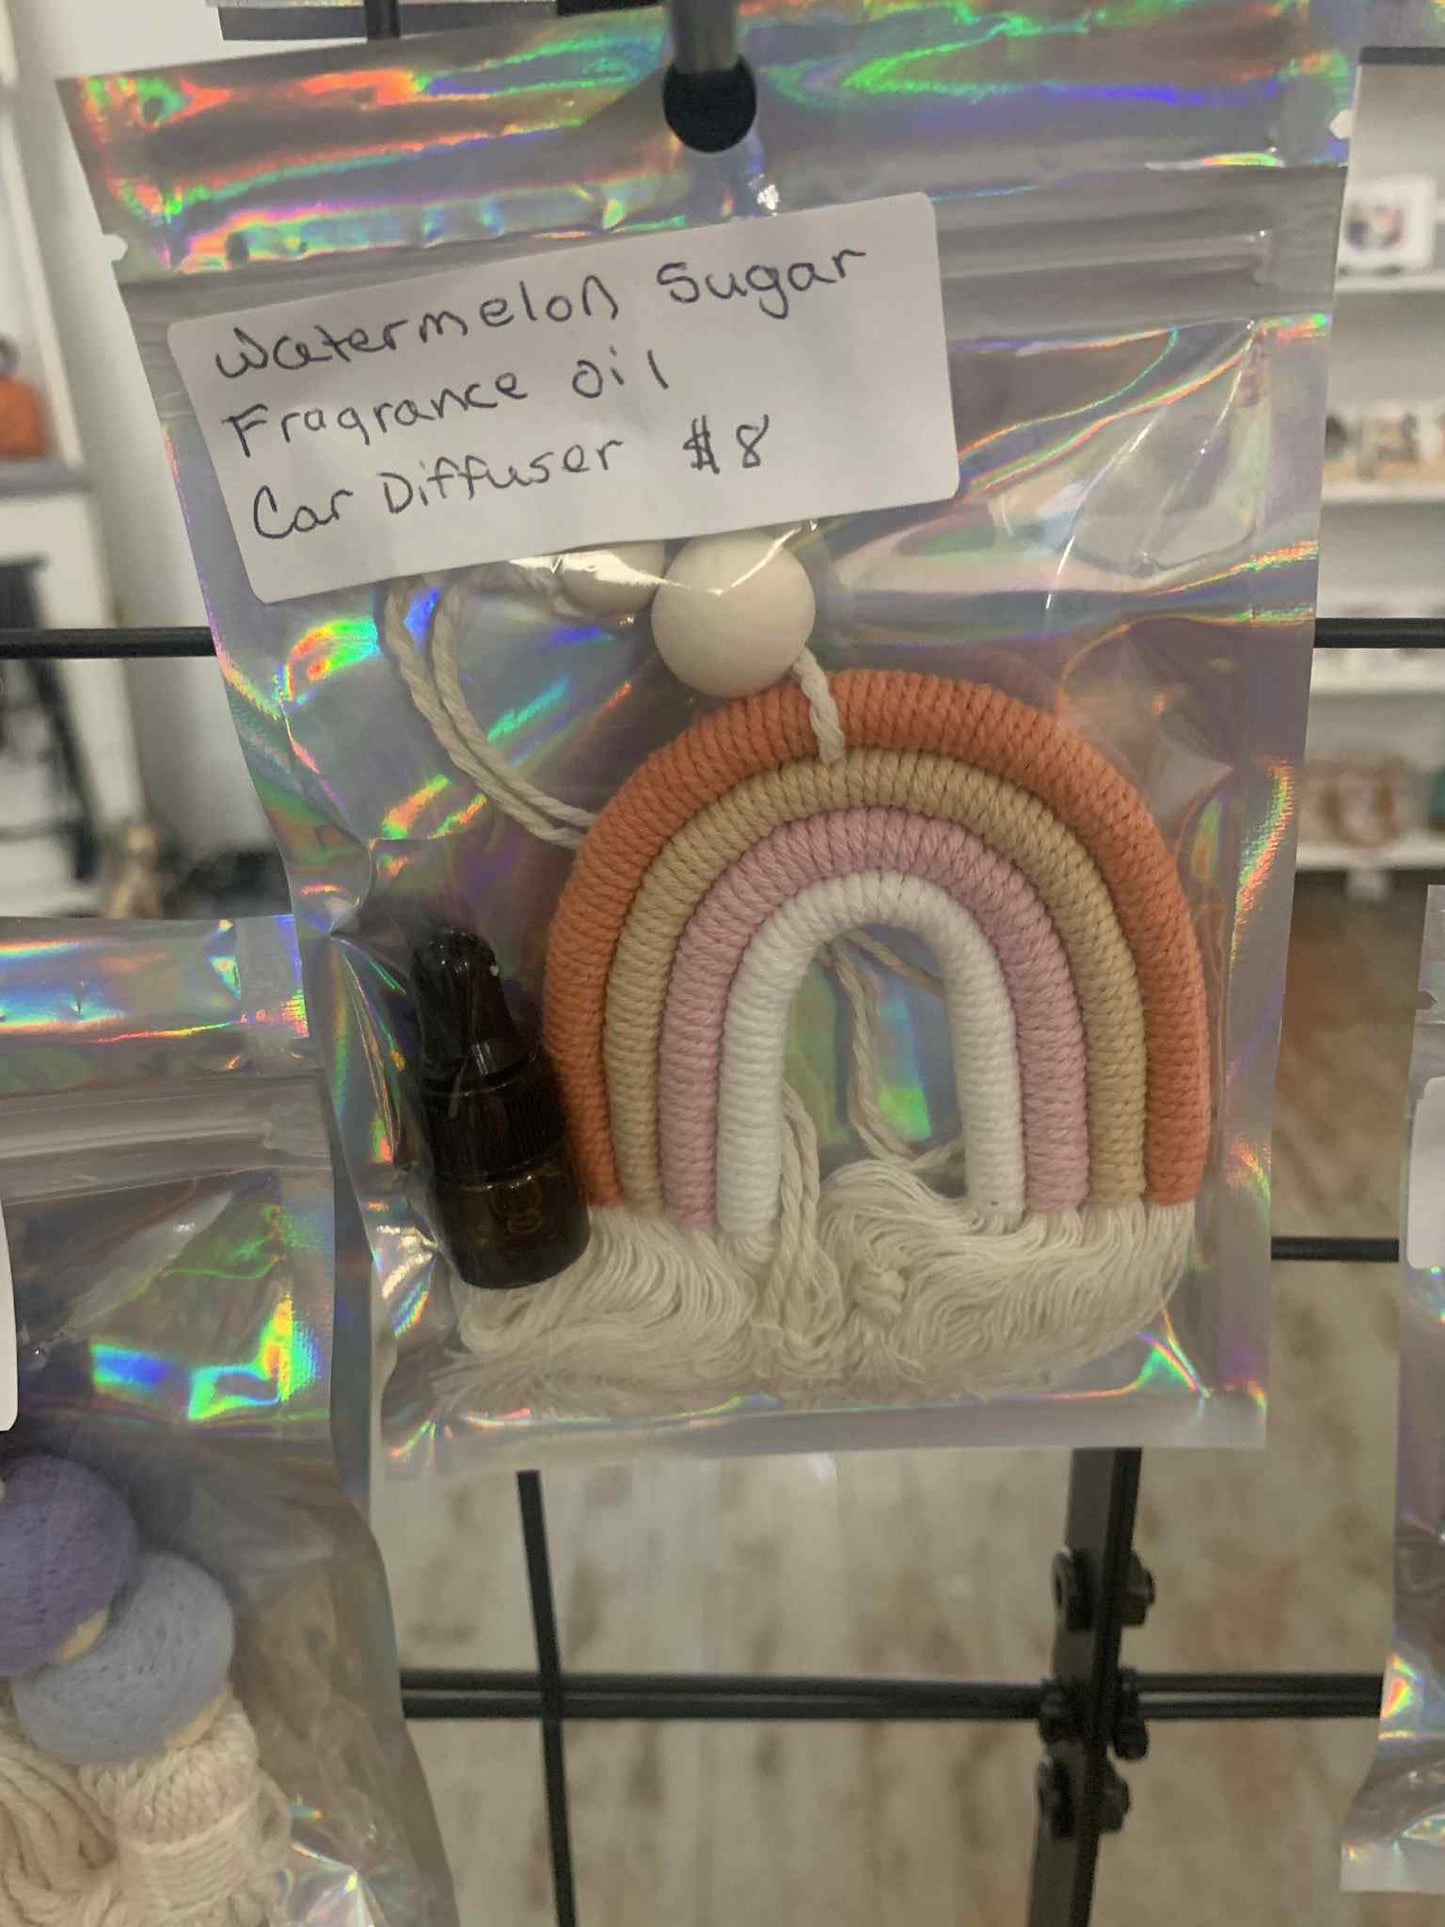 Watermelon Sugar
Fragrance Oil
Car Diffuser $8